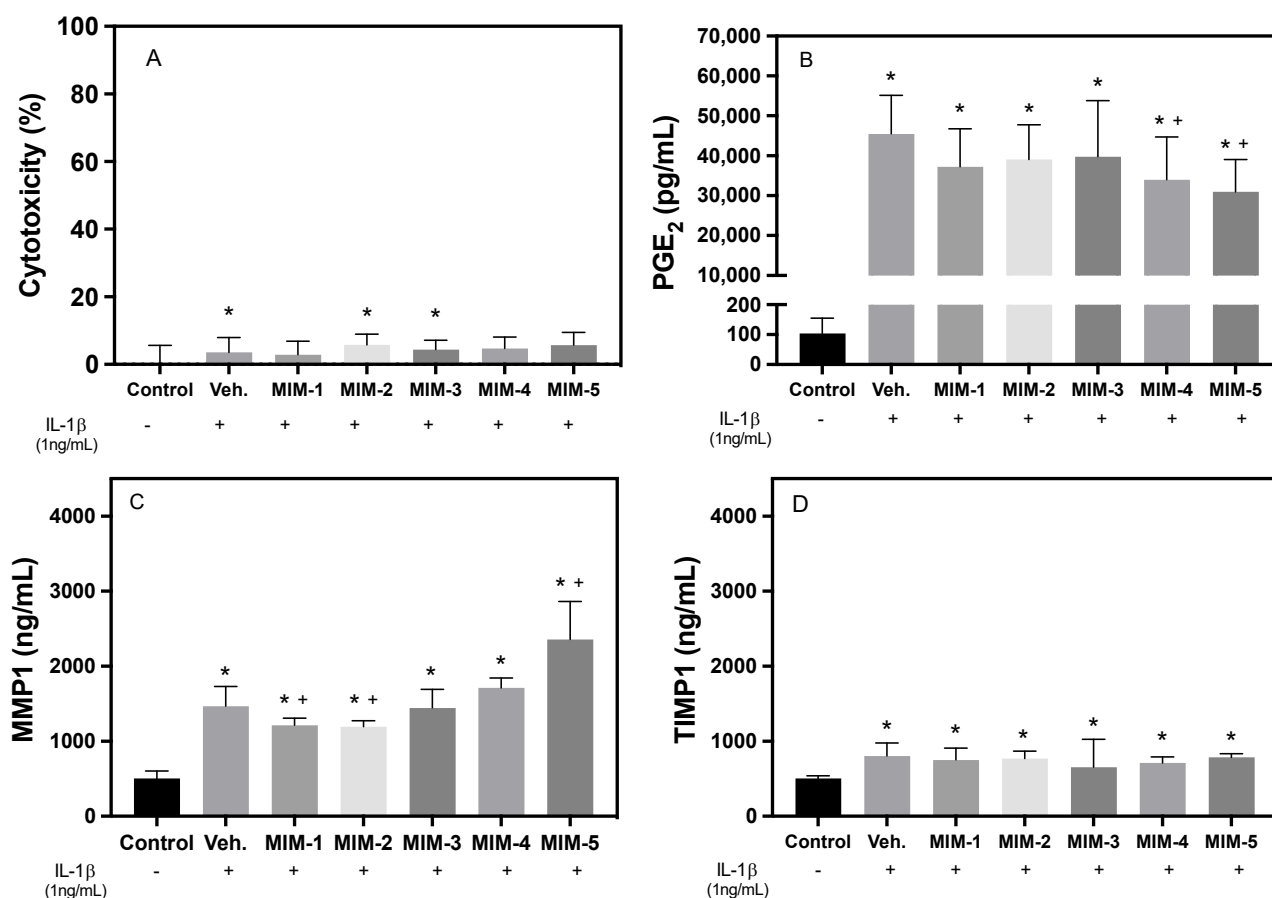 A
Cytotoxicity (%)
100
80
60
40
20
0
* * *
Control Veh. MIM-1 MIM-2 MIM-3 MIM-4 MIM-5
IL-1β - + + + + + +
(1ng/mL)
B
PGE2 (pg/mL)
70,000
60,000
50,000
40,000
30,000
20,000
10,000
200
100
0
* * * * * + * +
Control Veh. MIM-1 MIM-2 MIM-3 MIM-4 MIM-5
IL-1β - + + + + + +
(1ng/mL)
C
MMP1 (ng/mL)
4000
3000
2000
1000
0
* * + * + * * * +
Control Veh. MIM-1 MIM-2 MIM-3 MIM-4 MIM-5
IL-1β - + + + + + +
(1ng/mL)
D
TIMP1 (ng/mL)
4000
3000
2000
1000
0
* * * * * *
Control Veh. MIM-1 MIM-2 MIM-3 MIM-4 MIM-5
IL-1β - + + + + + +
(1ng/mL)